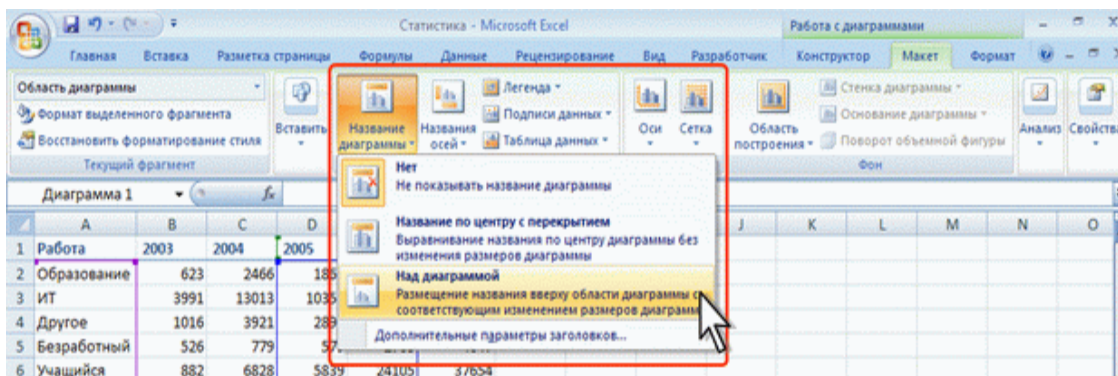 Статистика - Microsoft Excel
Работа с диаграммами
Главная Вставка Разметка страницы Формулы Данные Рецензирование Вид Разработчик Конструктор Макет Формат
Область диаграммы
Формат выделенного фрагмента
Восстановить форматирование стиля
Текущий фрагмент
Вставить
Название диаграммы
Названия осей
Легенда
Подписи данных
Таблица данных
Оси
Сетка
Область построения
Стенка диаграммы
Основание диаграммы
Поворот объемной фигуры
Фон
Анализ
Нет
Не показывать название диаграммы
Название по центру с перекрытием
Выравнивание названия по центру диаграммы без
изменения размеров диаграммы
Над диаграммой
Размещение названия вверху области диаграммы с
соответствующим изменением размеров диаграмм
Дополнительные параметры заголовков...
Диаграмма 1 fx
A B C D J K L M N O
1 Работа 2003 2004 2005
2 Образование 623 2466
3 ИТ 3991 13013
4 Другое 1016 3921
5 Безработный 526 779
6 Учащийся 882 6828 5839 24105 37654